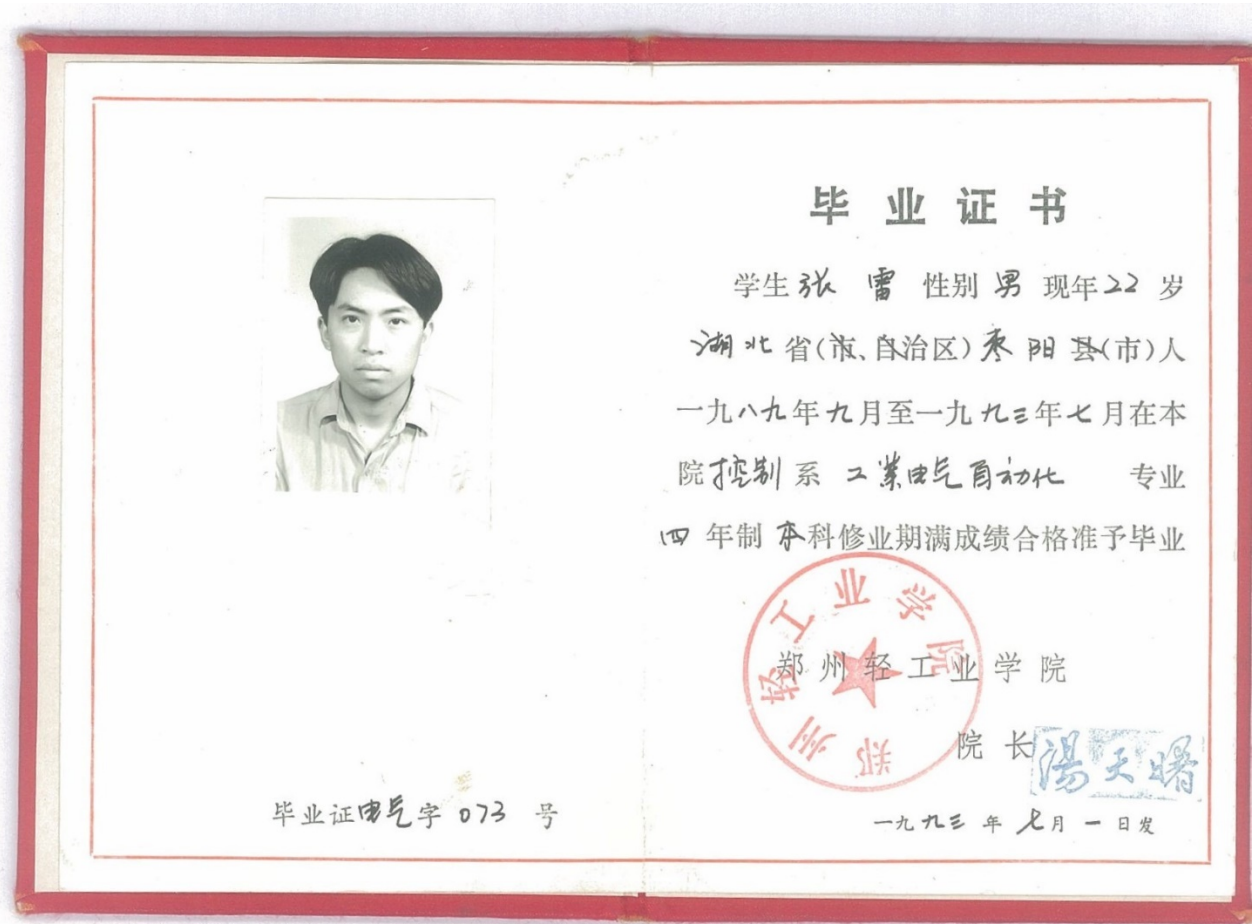 毕业证书
学生张雷性别男现年22岁
湖北省(市、自治区)枣阳县(市)人
一九八九年九月至一九九三年七月在本
院控制系工業电气自动化专业
四年制本科修业期满成绩合格准予毕业
郑州轻工业学院
郑州轻工业学院
院长湯天曙
一九九三年七月一日发
毕业证电气字073号